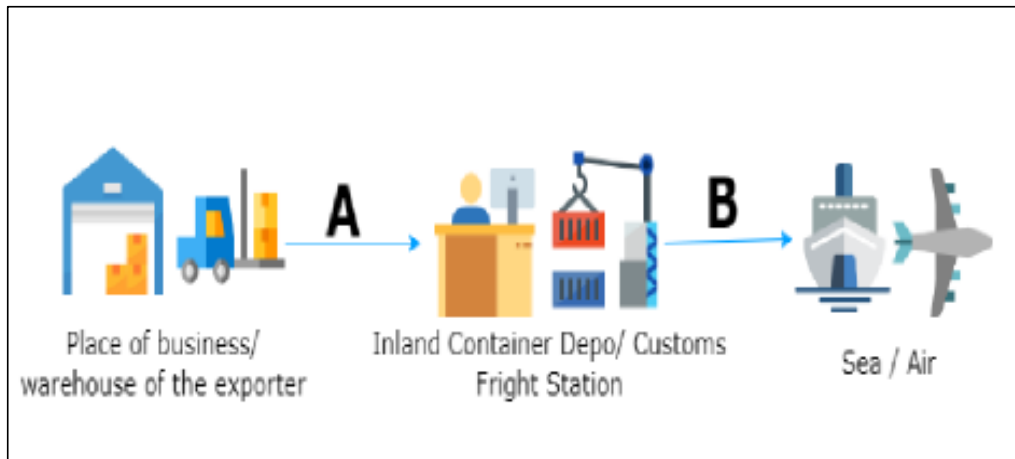 A
B
Place of business/
warehouse of the exporter
Inland Container Depo/ Customs
Fright Station
Sea / Air